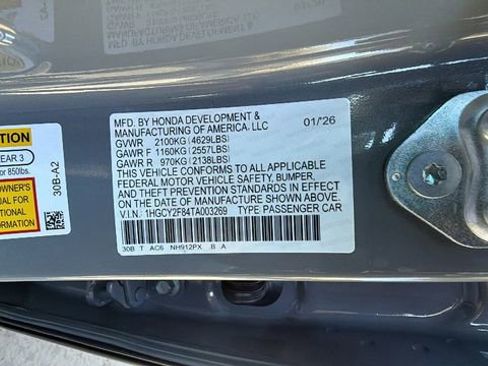 MFD. BY HONDA DEVELOPMENT &
MANUFACTURING OF AMERICA, LLC
01/'26
GVWR 2100KG (4629LBS)
GAWR F 1160KG (2557LBS)
GAWR R 970KG (2138LBS)
THIS VEHICLE CONFORMS TO ALL APPLICABLE
FEDERAL MOTOR VEHICLE SAFETY, BUMPER,
AND THEFT PREVENTION STANDARDS IN EFFECT
ON THE DATE OF MANUFACTURE SHOWN ABOVE.
V.I.N.: 1HGCY2F84TA003269 TYPE PASSENGER CAR
30B T AC6 NH912PX B A
30B-A2
TION
EAR 3
or 850lbs.
OWNER'S
UAL FOR
TIONAL